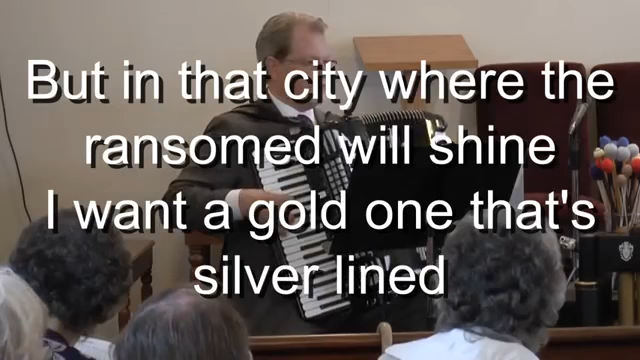 But in that city where the
ransomed will shine
I want a gold one that's
silver lined